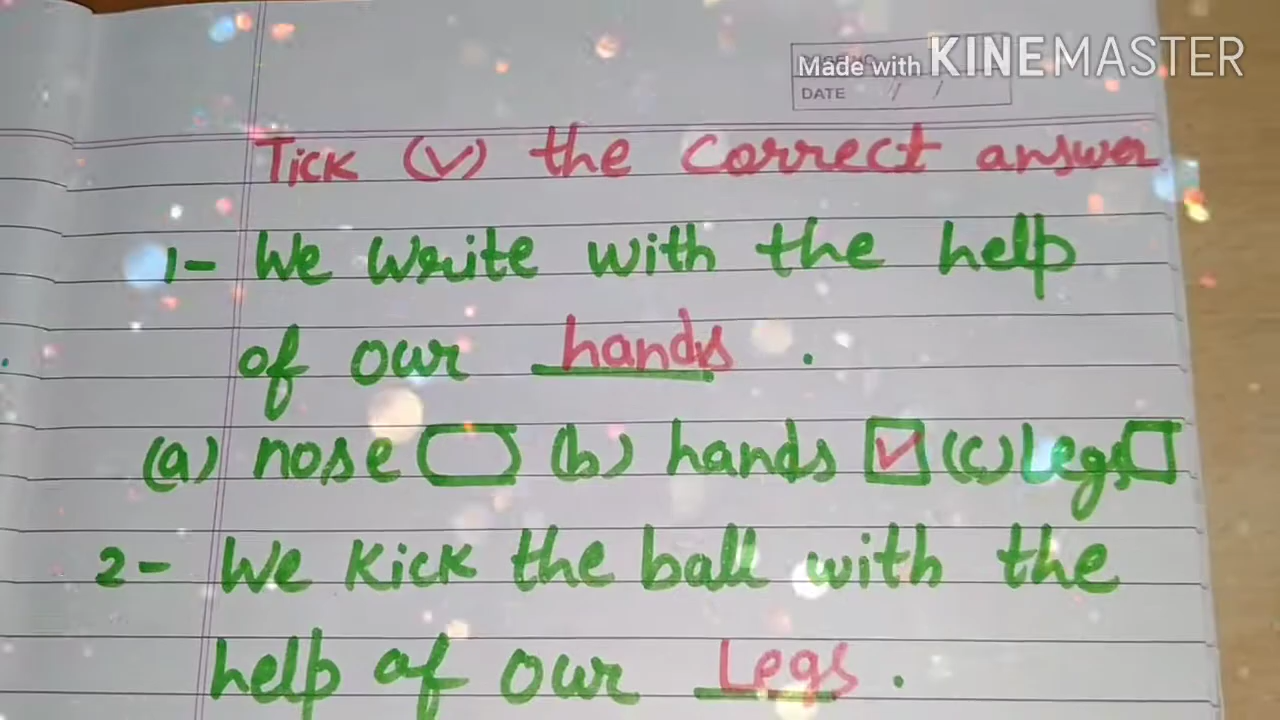 Made with KINEMASTER
DATE / /
Tick (✓) the correct answer
1- We write with the help
of our hands .
(a) nose (b) hands ✓ (c) legs
2- We kick the ball with the
help of our Legs .